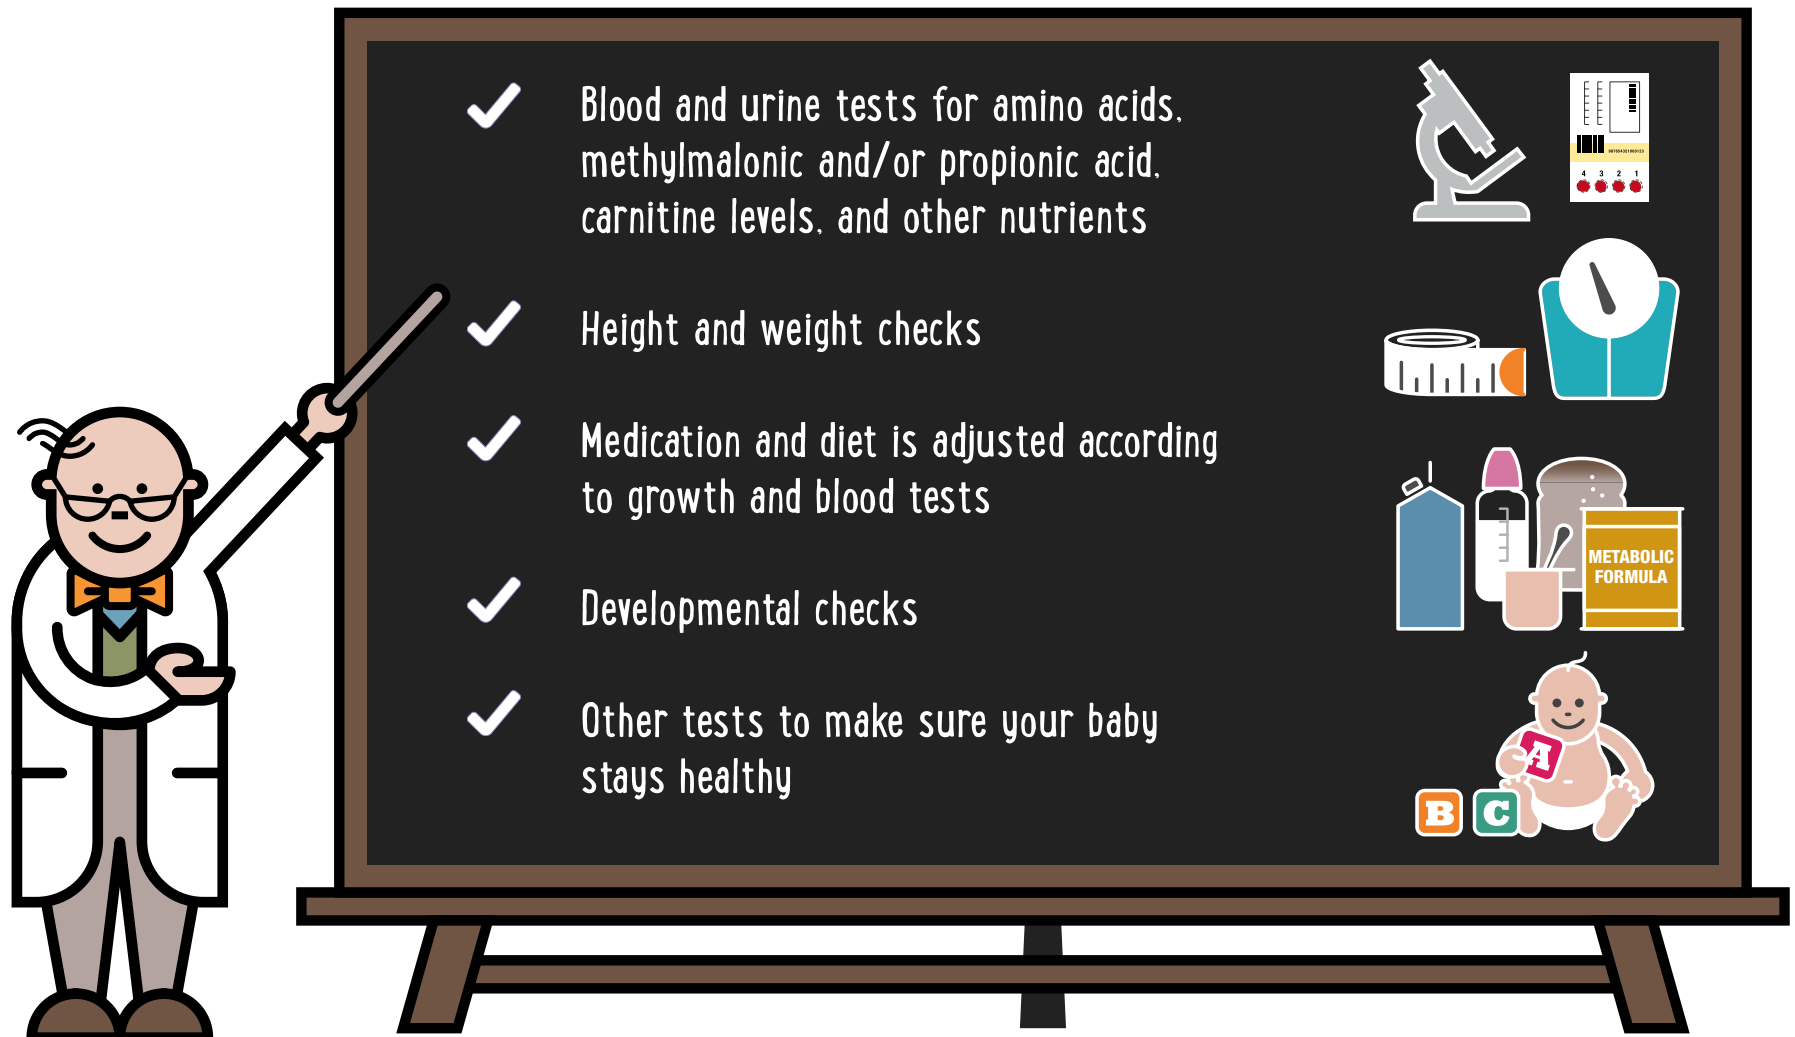 Blood and urine tests for amino acids,
methylmalonic and/or propionic acid,
carnitine levels, and other nutrients
Height and weight checks
Medication and diet is adjusted according
to growth and blood tests
Developmental checks
Other tests to make sure your baby
stays healthy
4 3 2 1
METABOLIC
FORMULA
A
B C